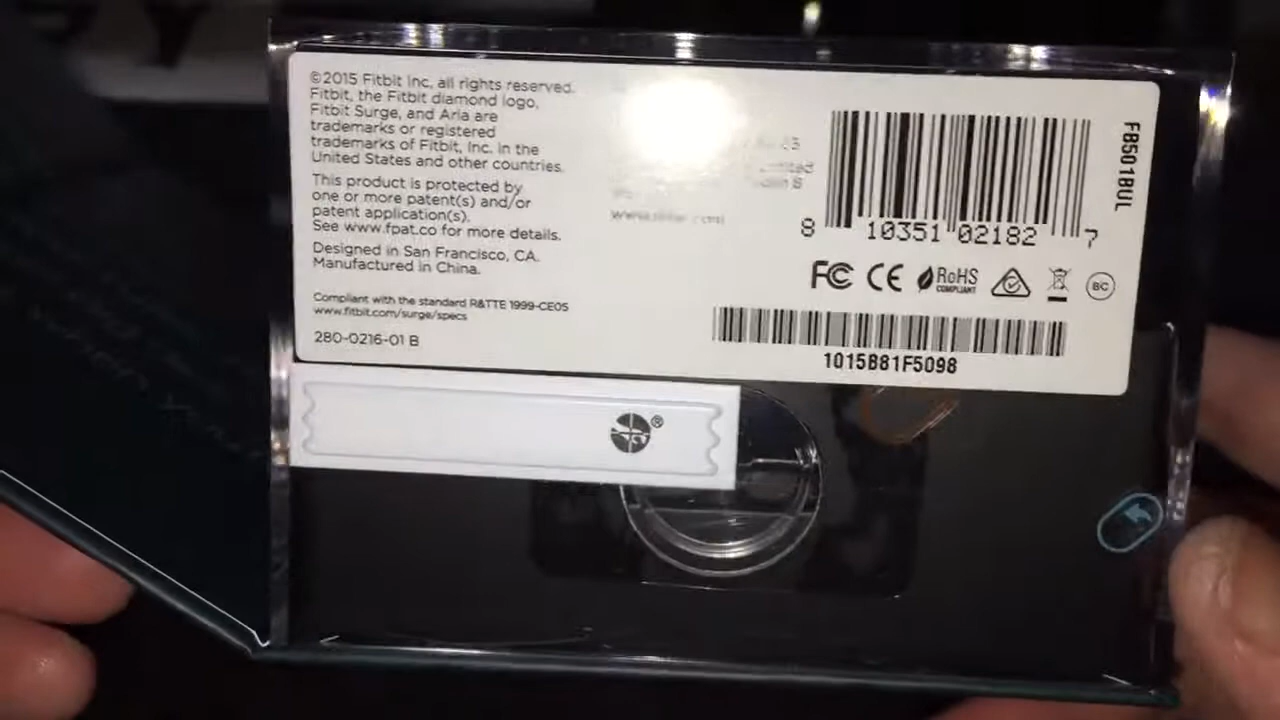 ©2015 Fitbit Inc, all rights reserved.
Fitbit, the Fitbit diamond logo,
Fitbit Surge, and Aria are
trademarks or registered
trademarks of Fitbit, Inc. in the
United States and other countries.
This product is protected by
one or more patent(s) and/or
patent application(s).
See www.fpat.co for more details.
Designed in San Francisco, CA.
Manufactured in China.
Compliant with the standard R&TTE 1999-CE05
www.fitbit.com/surge/specs
280-0216-01 B
8 10351 02182 7
FB501BUL
FC CE RoHS
COMPLIANT
BC
1015B81F5098
®